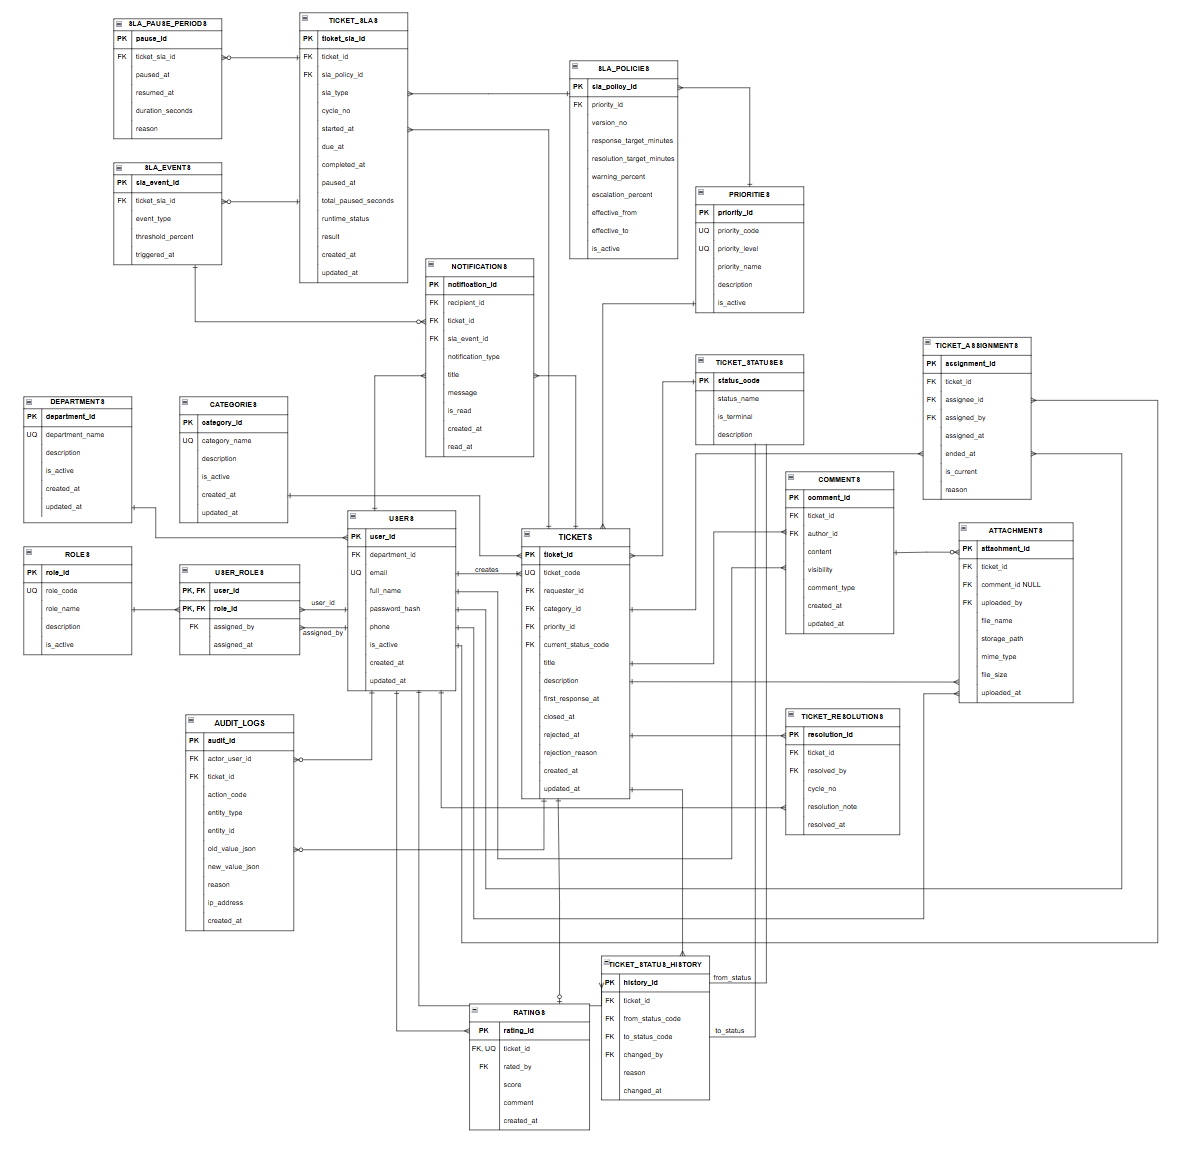 SLA_PAUSE_PERIODS
PK pause_id
FK ticket_sla_id
paused_at
resumed_at
duration_seconds
reason
TICKET_SLAS
PK ticket_sla_id
FK ticket_id
FK sla_policy_id
sla_type
cycle_no
started_at
due_at
completed_at
paused_at
total_paused_seconds
runtime_status
result
created_at
updated_at
SLA_POLICIES
PK sla_policy_id
FK priority_id
version_no
response_target_minutes
resolution_target_minutes
warning_percent
escalation_percent
effective_from
effective_to
is_active
SLA_EVENTS
PK sla_event_id
FK ticket_sla_id
event_type
threshold_percent
triggered_at
PRIORITIES
PK priority_id
UQ priority_code
UQ priority_level
priority_name
description
is_active
NOTIFICATIONS
PK notification_id
FK recipient_id
FK ticket_id
FK sla_event_id
notification_type
title
message
is_read
created_at
read_at
TICKET_ASSIGNMENTS
PK assignment_id
FK ticket_id
FK assignee_id
FK assigned_by
assigned_at
ended_at
is_current
reason
TICKET_STATUSES
PK status_code
status_name
is_terminal
description
DEPARTMENTS
PK department_id
UQ department_name
description
is_active
created_at
updated_at
CATEGORIES
PK category_id
UQ category_name
description
is_active
created_at
updated_at
COMMENTS
PK comment_id
FK ticket_id
FK author_id
content
visibility
comment_type
created_at
updated_at
ATTACHMENTS
PK attachment_id
FK ticket_id
FK comment_id NULL
FK uploaded_by
file_name
storage_path
mime_type
file_size
uploaded_at
USERS
PK user_id
FK department_id
UQ email
full_name
password_hash
phone
is_active
created_at
updated_at
creates
TICKETS
PK ticket_id
UQ ticket_code
FK requester_id
FK category_id
FK priority_id
FK current_status_code
title
description
first_response_at
closed_at
rejected_at
rejection_reason
created_at
updated_at
ROLES
PK role_id
UQ role_code
role_name
description
is_active
USER_ROLES
PK, FK user_id
PK, FK role_id
FK assigned_by
assigned_at
user_id
assigned_by
TICKET_RESOLUTIONS
PK resolution_id
FK ticket_id
FK resolved_by
cycle_no
resolution_note
resolved_at
AUDIT_LOGS
PK audit_id
FK actor_user_id
FK ticket_id
action_code
entity_type
entity_id
old_value_json
new_value_json
reason
ip_address
created_at
TICKET_STATUS_HISTORY
PK history_id
FK ticket_id
FK from_status_code
FK to_status_code
FK changed_by
reason
changed_at
from_status
to_status
RATINGS
PK rating_id
FK, UQ ticket_id
FK rated_by
score
comment
created_at